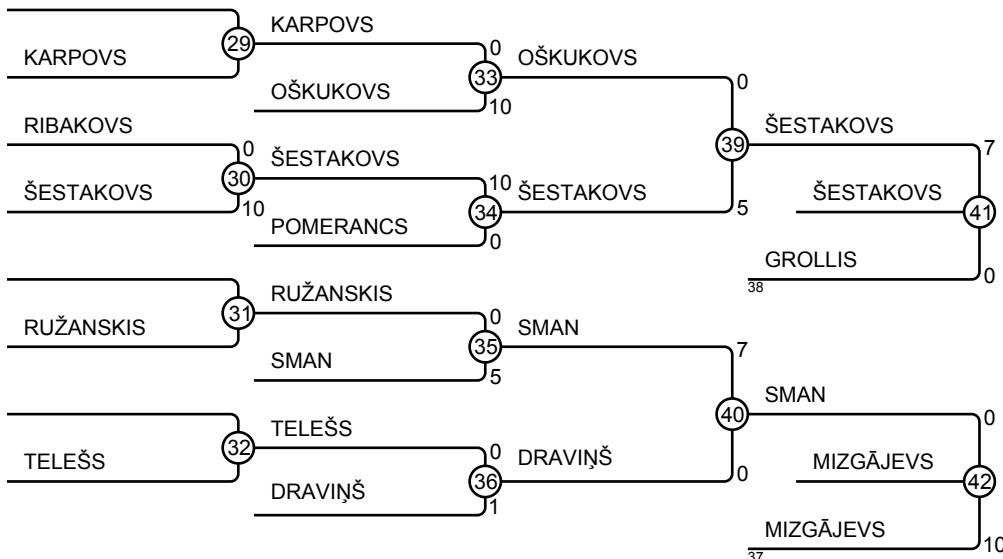 KARPOVS
29
KARPOVS
0
33
OŠKUKOVS
10
OŠKUKOVS
0
RIBAKOVS
0
30
ŠESTAKOVS
10
ŠESTAKOVS
10
34
POMERANCS
0
ŠESTAKOVS
5
39
ŠESTAKOVS
7
ŠESTAKOVS
41
GROLLIS
38
0
31
RUŽANSKIS
RUŽANSKIS
0
35
SMAN
5
SMAN
7
32
TELEŠS
TELEŠS
0
36
DRAVIŅŠ
1
DRAVIŅŠ
0
40
SMAN
0
MIZGĀJEVS
42
MIZGĀJEVS
37
10